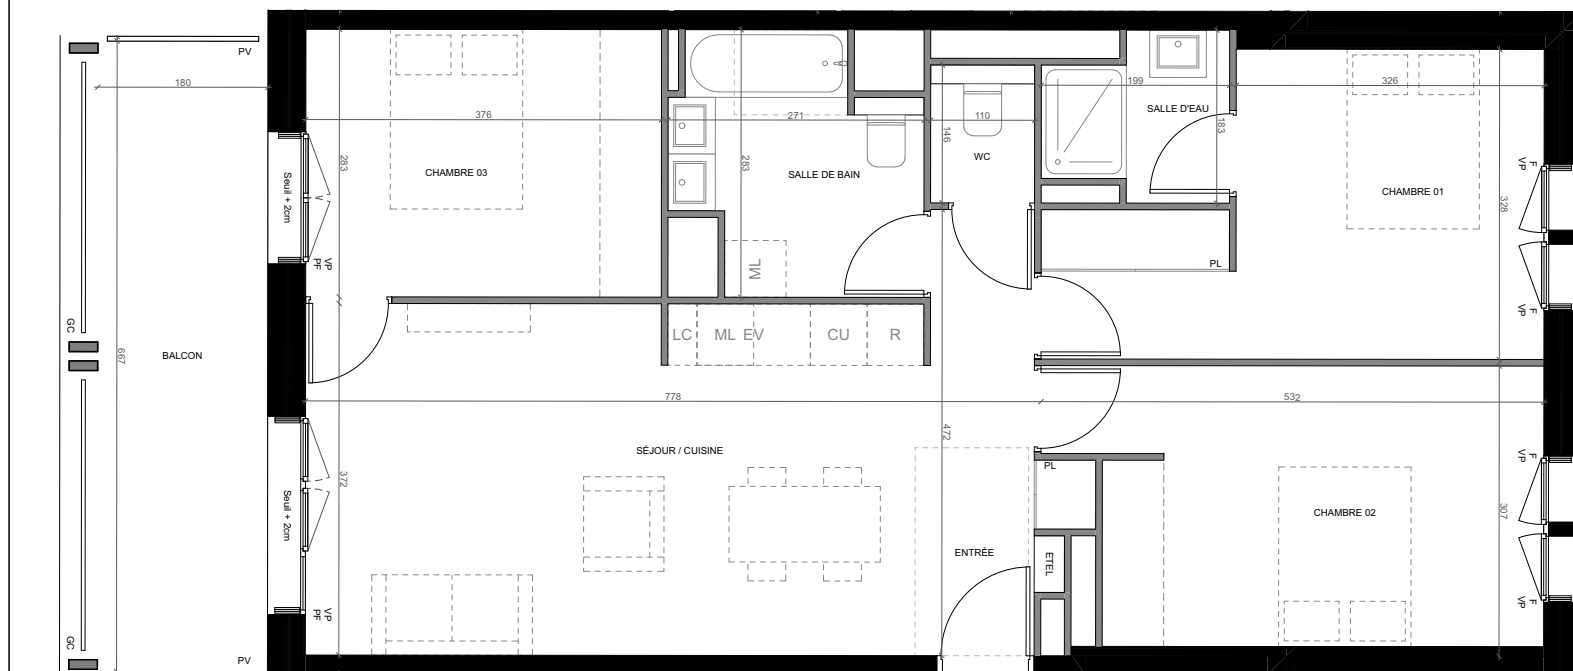 PV
180
376
271
110
199
326
SALLE D'EAU
183
146
WC
283
283
CHAMBRE 03
SALLE DE BAIN
CHAMBRE 01
F
VP
Seuil + 2cm
328
VP
PF
ML
PL
F
VP
GC
BALCON
667
LC
ML
EV
CU
R
778
532
SÉJOUR / CUISINE
472
372
PL
F
VP
Seuil + 2cm
CHAMBRE 02
307
ENTRÉE
ETEL
F
VP
VP
PF
GC
PV